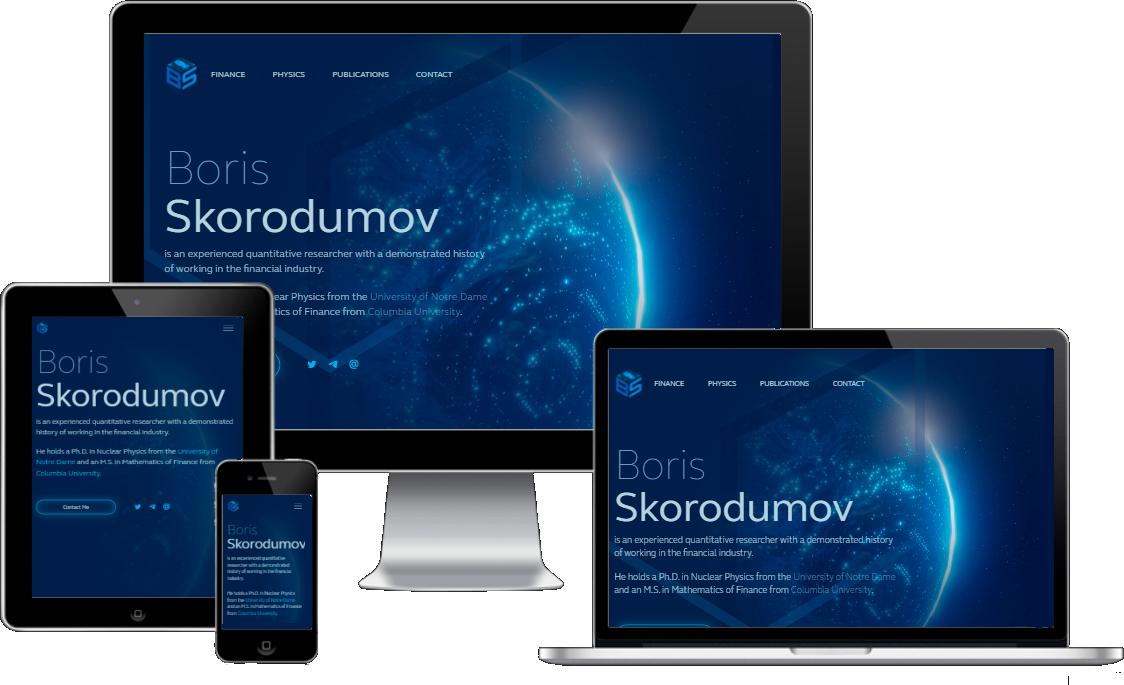 BS
FINANCE PHYSICS PUBLICATIONS CONTACT
Boris
Skorodumov
is an experienced quantitative researcher with a demonstrated history
of working in the financial industry.
ear Physics from the University of Notre Dame
tics of Finance from Columbia University.
Boris
Skorodumov
is an experienced quantitative researcher with a demonstrated
history of working in the financial industry.
He holds a Ph.D. in Nuclear Physics from the University of
Notre Dame and an M.S. in Mathematics of Finance from
Columbia University.
Contact Me
Boris
Skorodumov
is an experienced quantitative
researcher with a demonstrated
history of working in the financial
industry.
He holds a Ph.D. in Nuclear Physics
from the University of Notre Dame
and an M.S. in Mathematics of Finance
from Columbia University.
BS
FINANCE PHYSICS PUBLICATIONS CONTACT
Boris
Skorodumov
is an experienced quantitative researcher with a demonstrated history
of working in the financial industry.
He holds a Ph.D. in Nuclear Physics from the University of Notre Dame
and an M.S. in Mathematics of Finance from Columbia University.